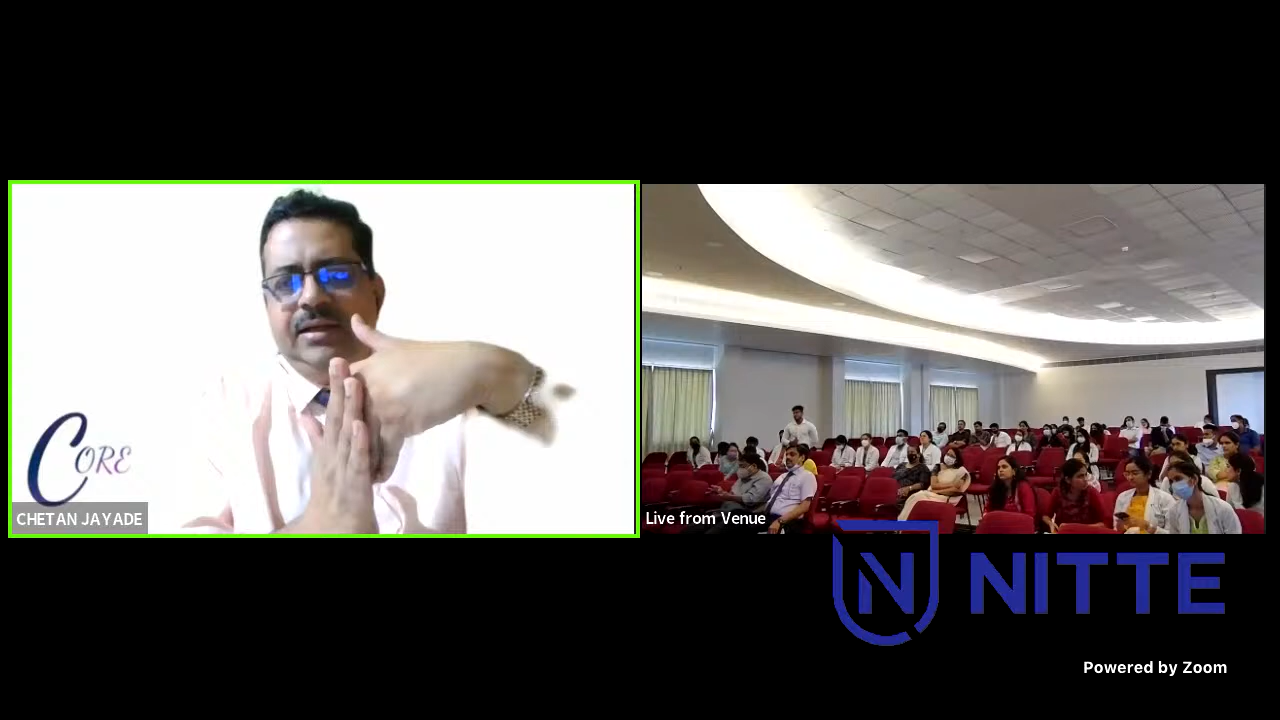 CORE
CHETAN JAYADE
Live from Venue
N NITTE
Powered by Zoom